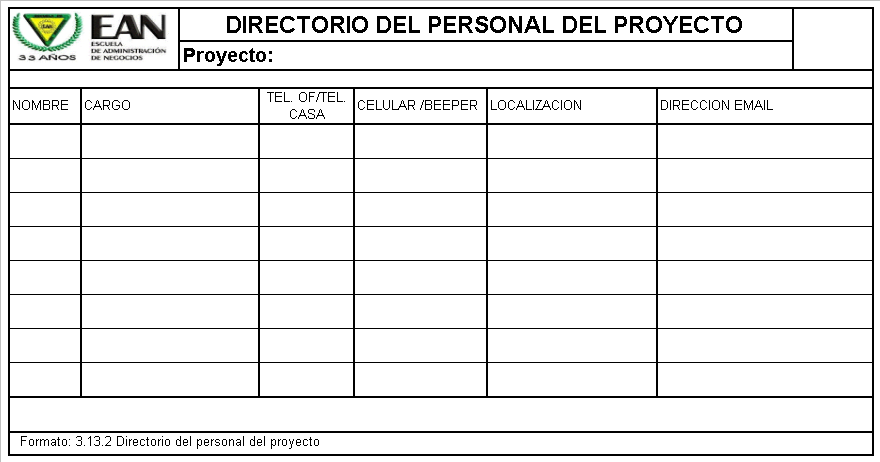 EAN
ESCUELA
DE ADMINISTRACIÓN
DE NEGOCIOS
33 AÑOS
DIRECTORIO DEL PERSONAL DEL PROYECTO
Proyecto:
NOMBRE CARGO TEL. OF/TEL. CASA CELULAR /BEEPER LOCALIZACION DIRECCION EMAIL
Formato: 3.13.2 Directorio del personal del proyecto